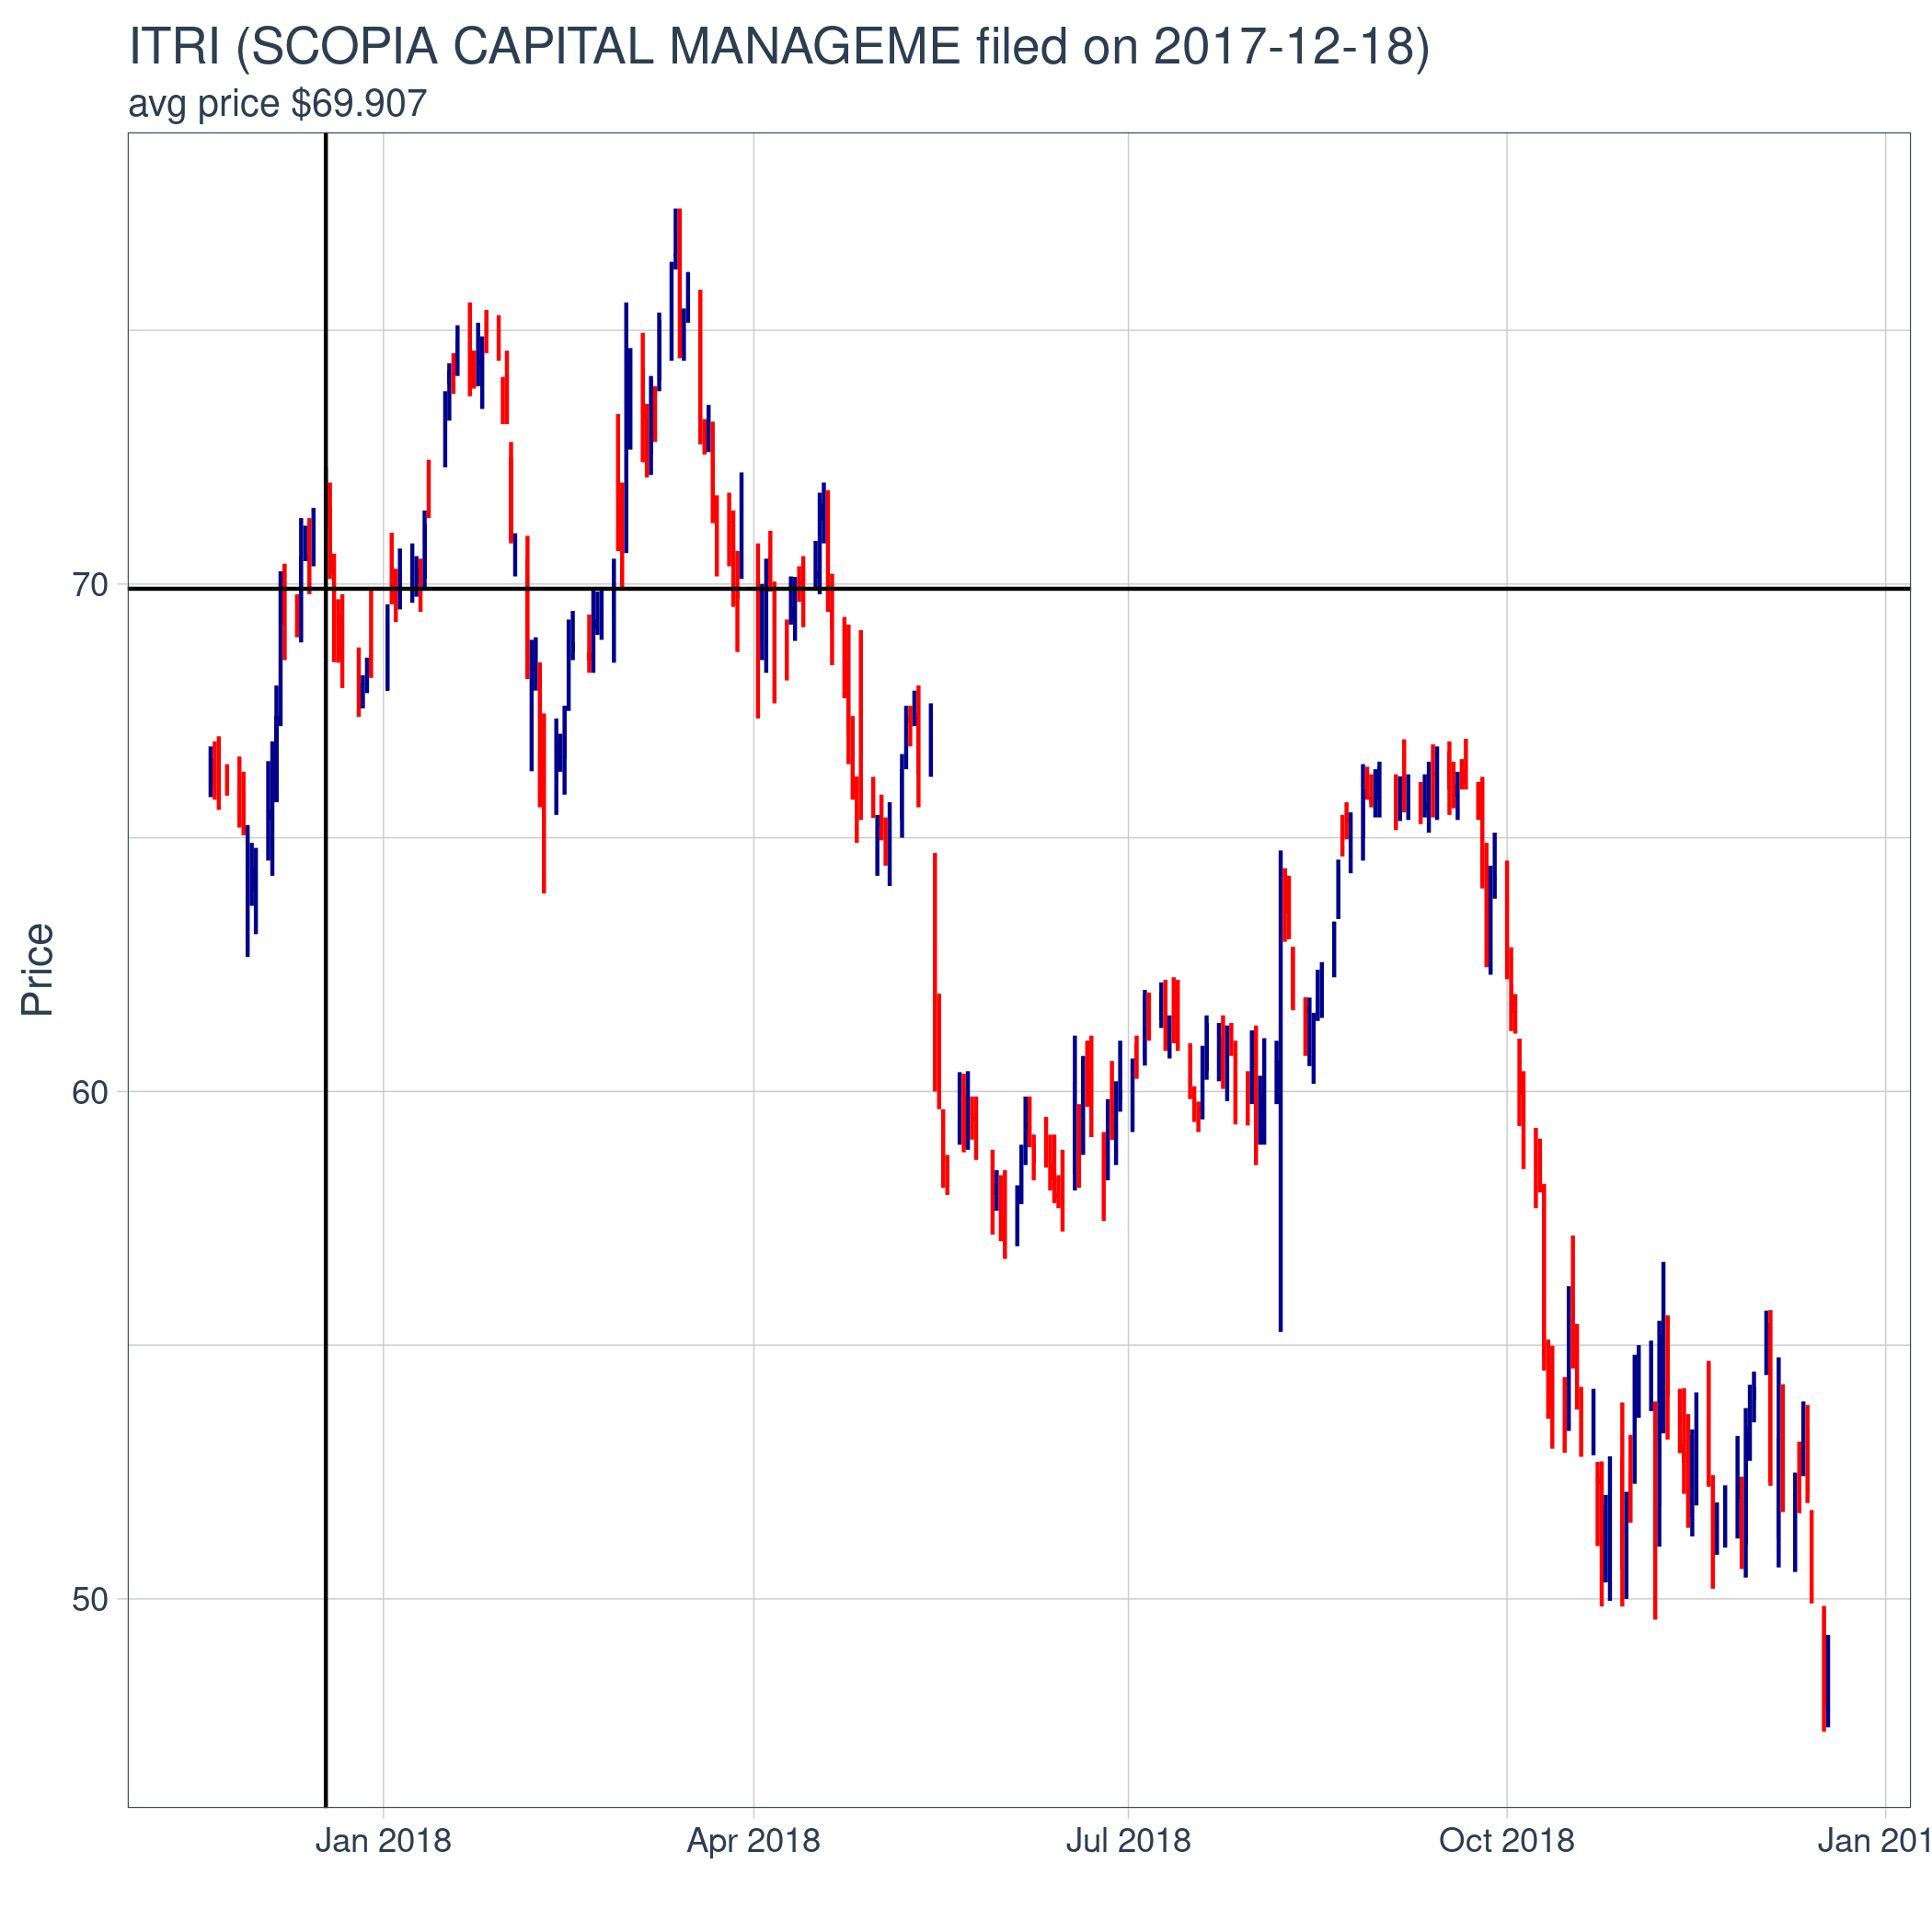 ITRI (SCOPIA CAPITAL MANAGEME filed on 2017-12-18)
avg price $69.907
70
60
50
Price
Jan 2018
Apr 2018
Jul 2018
Oct 2018
Jan 201